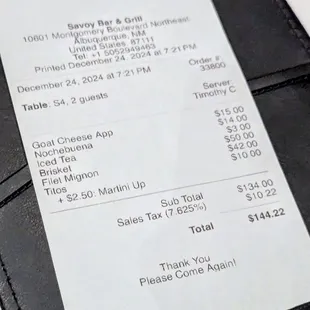 Savoy Bar & Grill
10601 Montgomery Boulevard Northeast
Albuquerque, NM
United States, 87111
Tel: +1 5052949463
Printed December 24, 2024 at 7:21 PM
December 24, 2024 at 7:21 PM
Order #:
33800
Table: S4, 2 guests
Server:
Timothy C
Goat Cheese App $15.00
Nochebuena $14.00
Iced Tea $3.00
Brisket $50.00
Filet Mignon $42.00
Titos $10.00
+ $2.50: Martini Up
Sub Total $134.00
Sales Tax (7.625%) $10.22
Total $144.22
Thank You
Please Come Again!